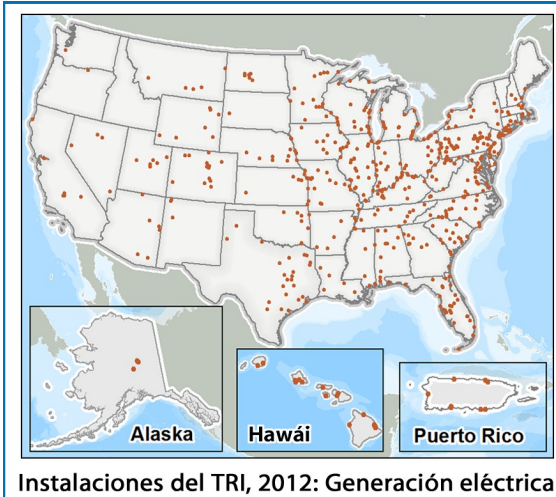 Alaska
Hawái
Puerto Rico
Instalaciones del TRI, 2012: Generación eléctrica